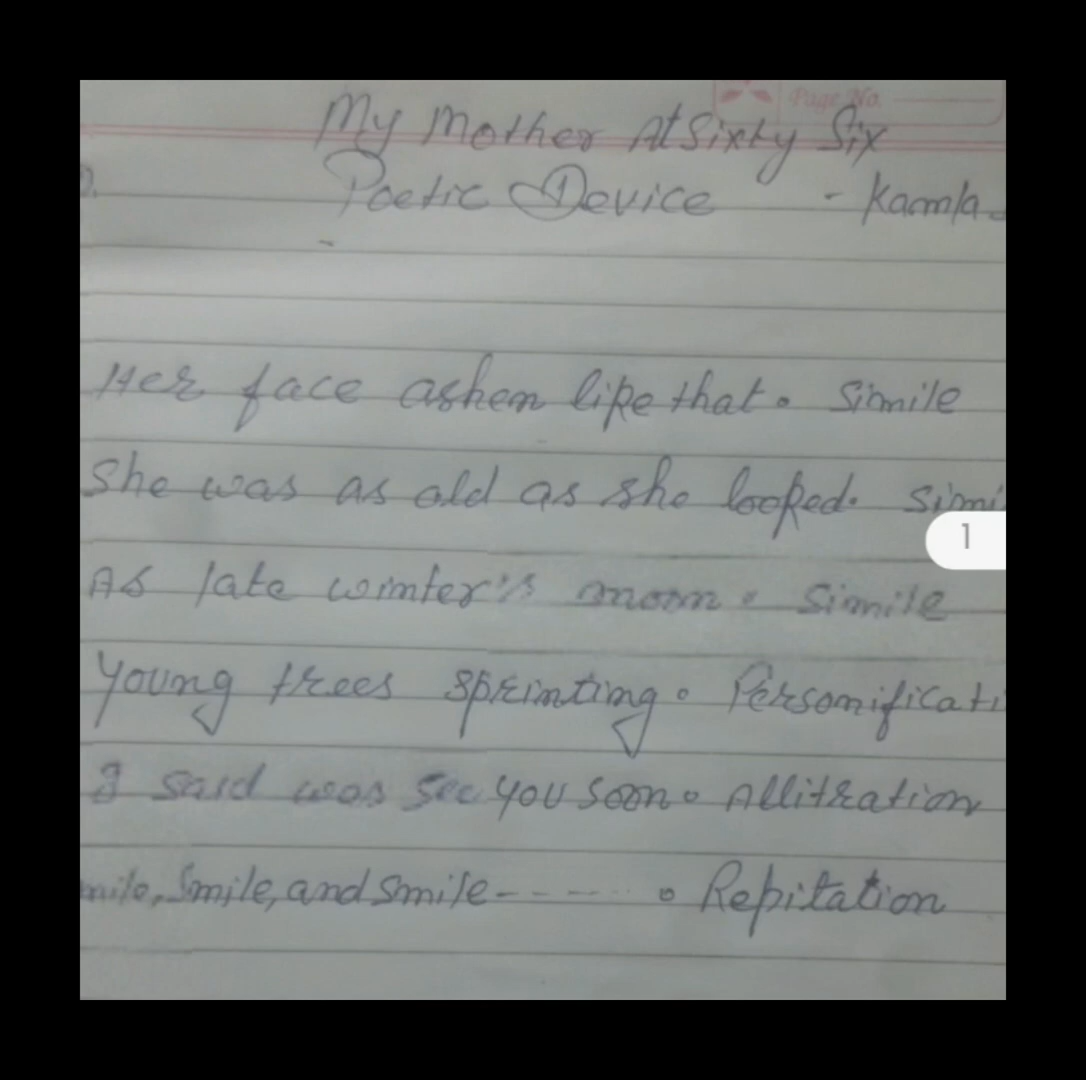 Page No.
My Mother At Sixty Six
Poetic Device - Kamla
Her face ashen like that. Simile
She was as old as she looked. Simi
As late winter's moon. Simile
Young trees sprinting. Personificati
I said was see you soon. Allitration
mile, Smile, and Smile ------ . Repitation
1